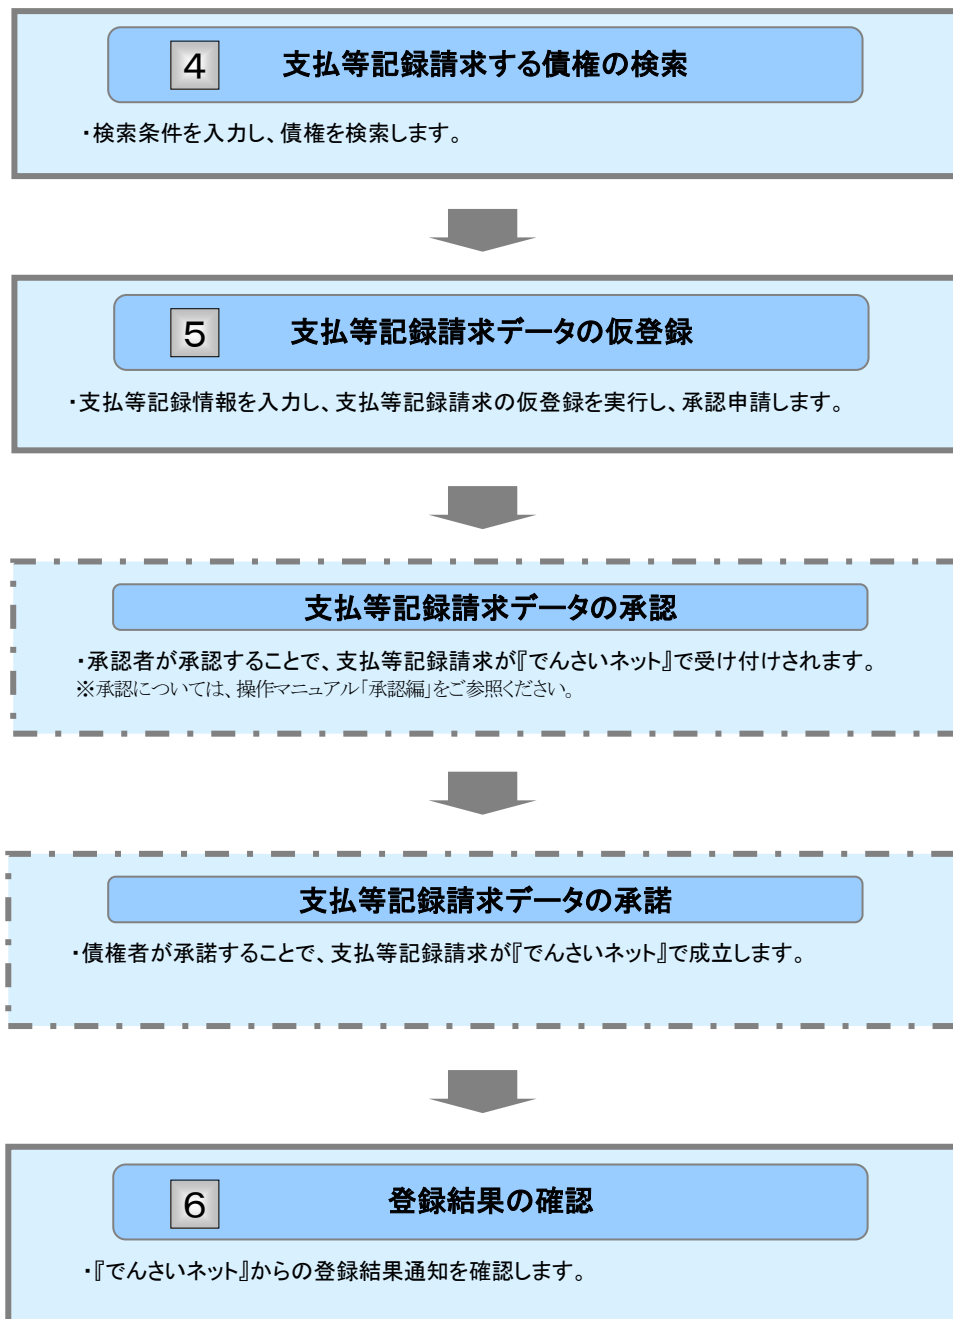 4 支払等記録請求する債権の検索
・検索条件を入力し、債権を検索します。
5 支払等記録請求データの仮登録
・支払等記録情報を入力し、支払等記録請求の仮登録を実行し、承認申請します。
支払等記録請求データの承認
・承認者が承認することで、支払等記録請求が『でんさいネット』で受け付けされます。
※承認については、操作マニュアル「承認編」をご参照ください。
支払等記録請求データの承諾
・債権者が承諾することで、支払等記録請求が『でんさいネット』で成立します。
6 登録結果の確認
・『でんさいネット』からの登録結果通知を確認します。